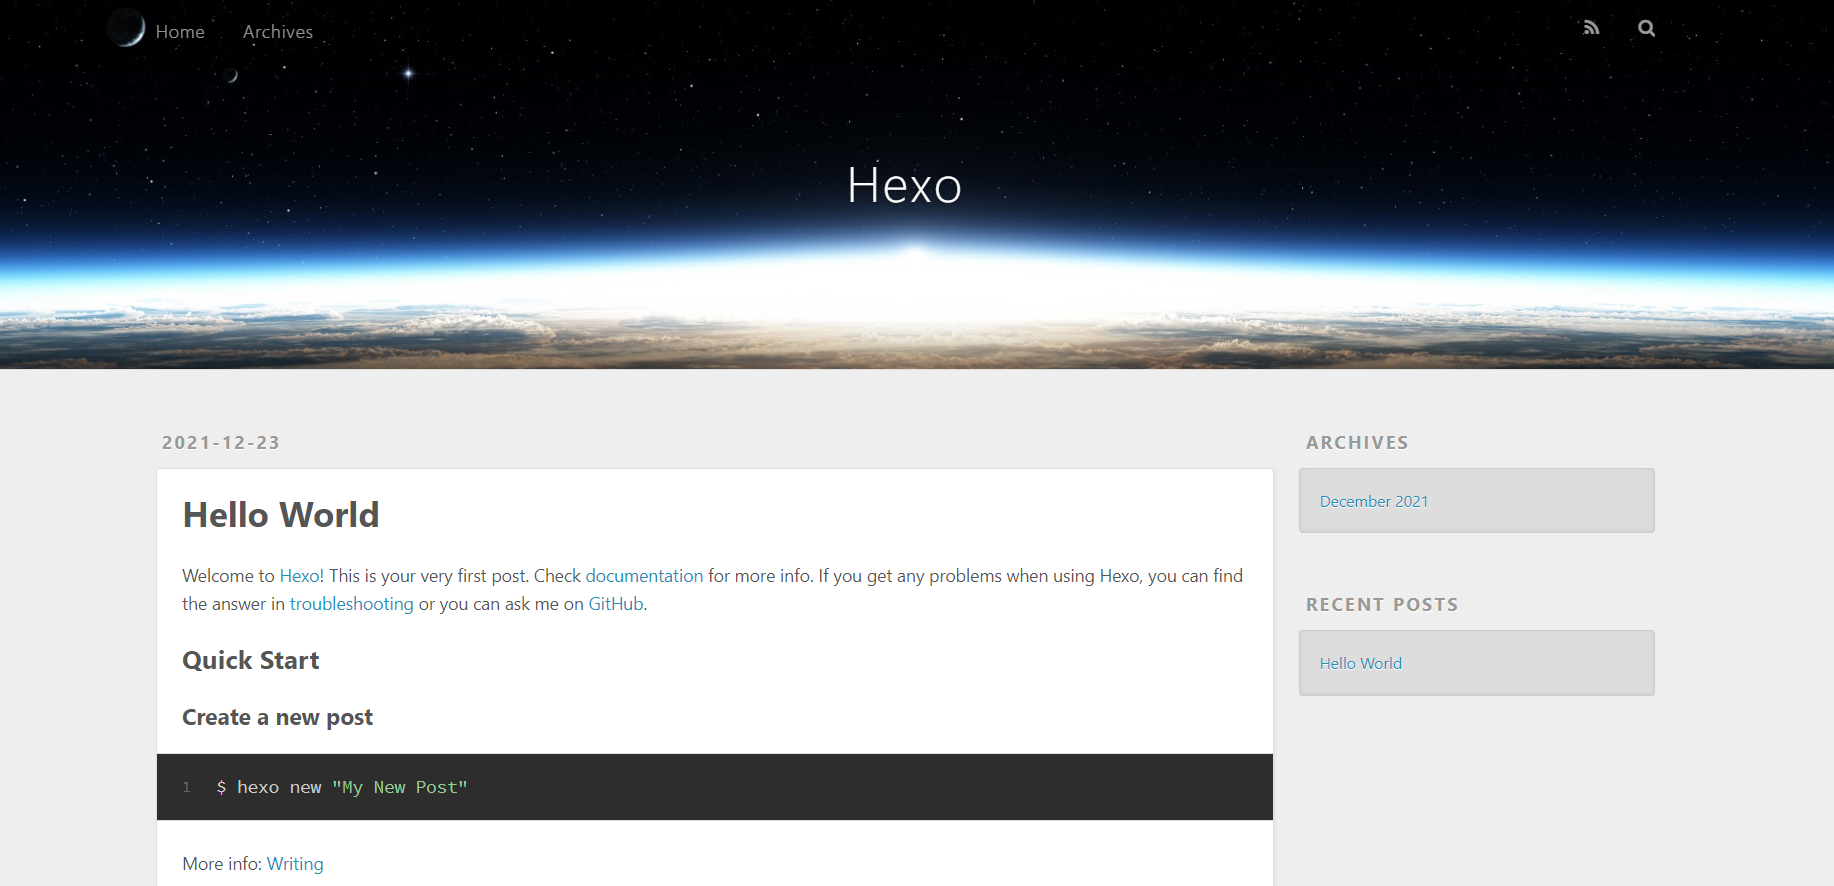 Home Archives
Hexo
2021-12-23
Hello World
Welcome to Hexo! This is your very first post. Check documentation for more info. If you get any problems when using Hexo, you can find
the answer in troubleshooting or you can ask me on GitHub.
Quick Start
Create a new post
1 $ hexo new "My New Post"
More info: Writing
ARCHIVES
December 2021
RECENT POSTS
Hello World